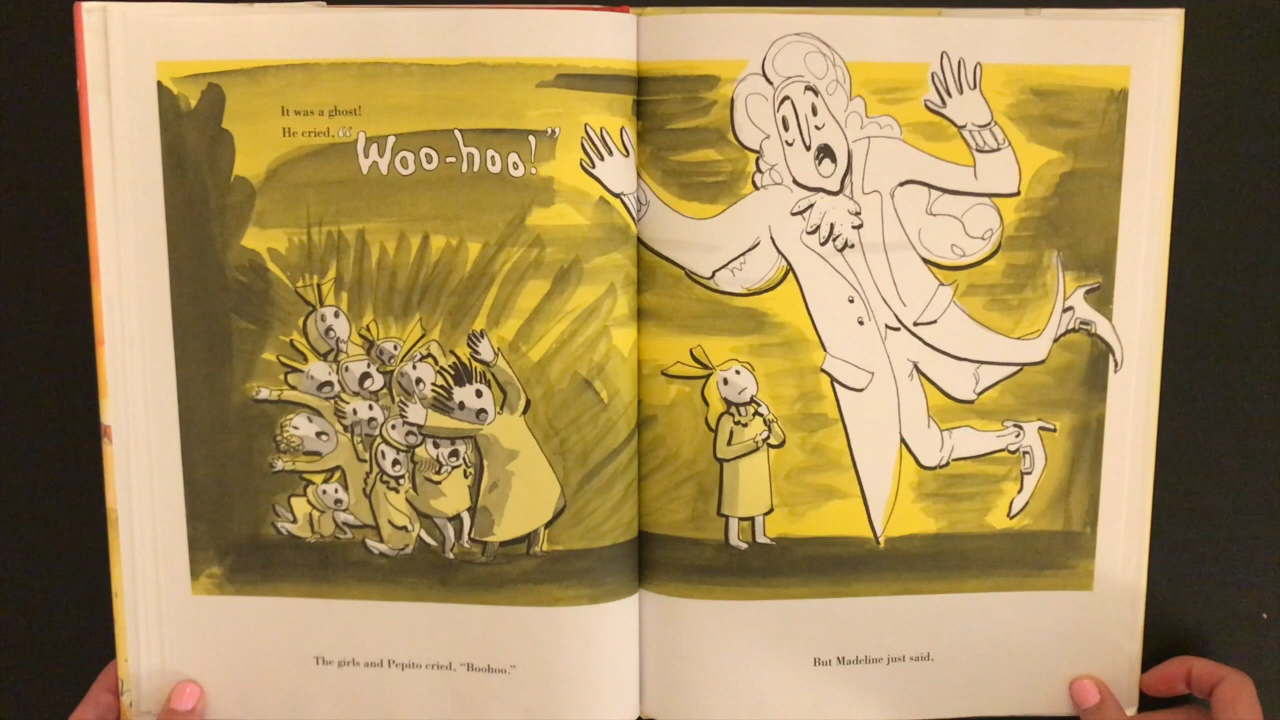 It was a ghost!
He cried, “Woo-hoo!”
The girls and Pepito cried, “Boohoo.”
But Madeline just said,